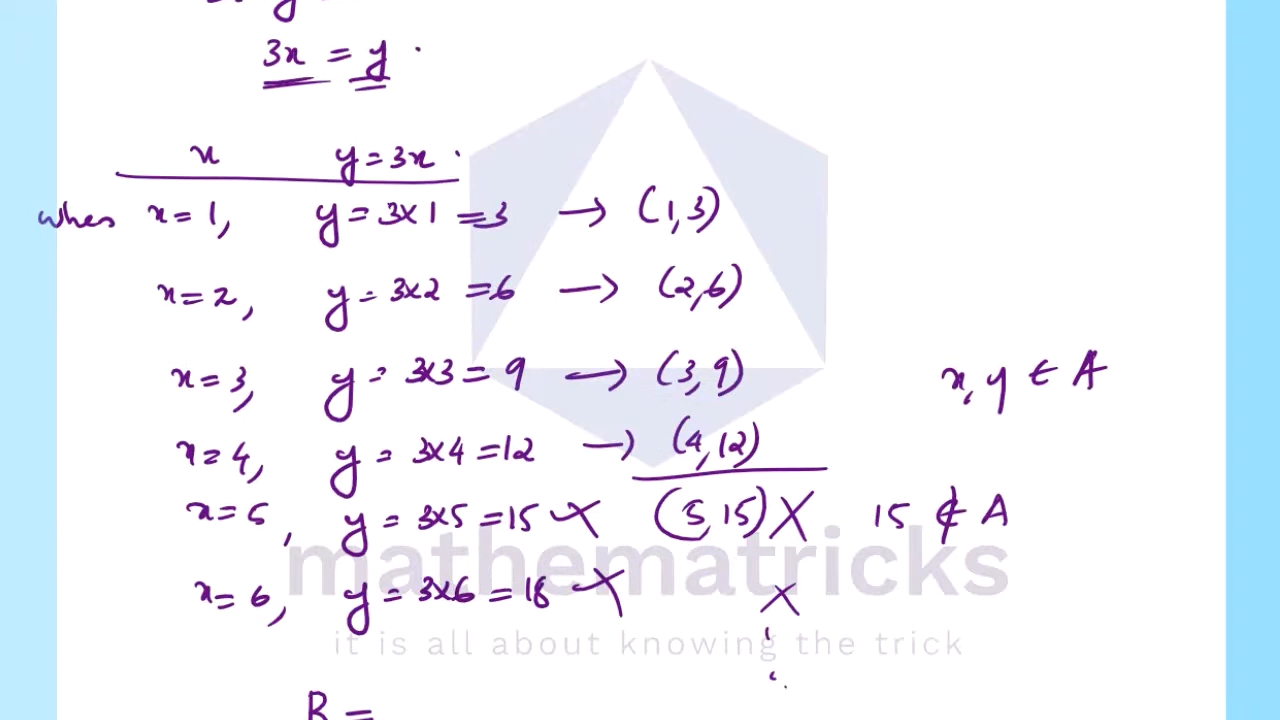 3x = y.
x y = 3x.
when x = 1, y = 3x1 = 3 → (1,3)
x = 2, y = 3x2 = 6 → (2,6)
x = 3, y = 3x3 = 9 → (3,9) x, y ∈ A
x = 4, y = 3x4 = 12 → (4,12)
x = 5, y = 3x5 = 15 X (5,15) X 15 ∉ A
mathematricks
x = 6, y = 3x6 = 18 X X
it is all about knowing the trick
R =